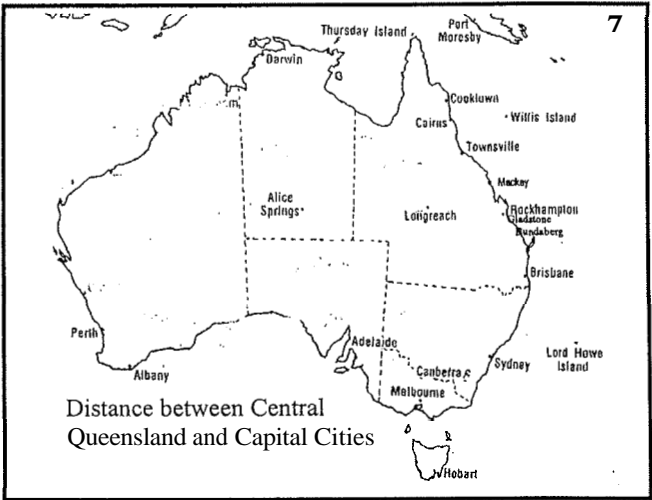 7
Thursday Island
Port
Moresby
Darwin
Cooktown
Cairns
Willis Island
Townsville
Mackay
Alice
Springs
Longreach
Rockhampton
Gladstone
Bundaberg
Brisbane
Perth
Adelaide
Lord Howe
Island
Sydney
Canberra
Albany
Melbourne
Distance between Central
Queensland and Capital Cities
Hobart